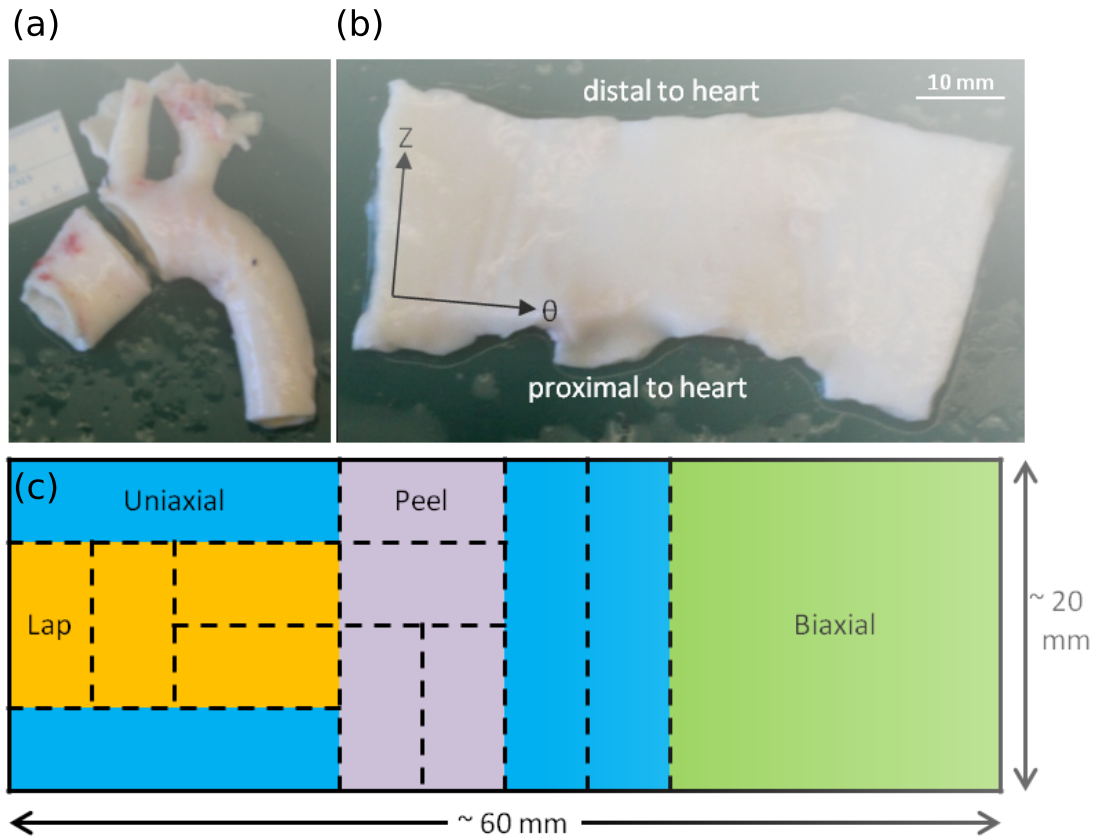 (a)
(b)
distal to heart
10 mm
Z
θ
proximal to heart
(c)
Uniaxial
Peel
Lap
Biaxial
~ 20
mm
~ 60 mm